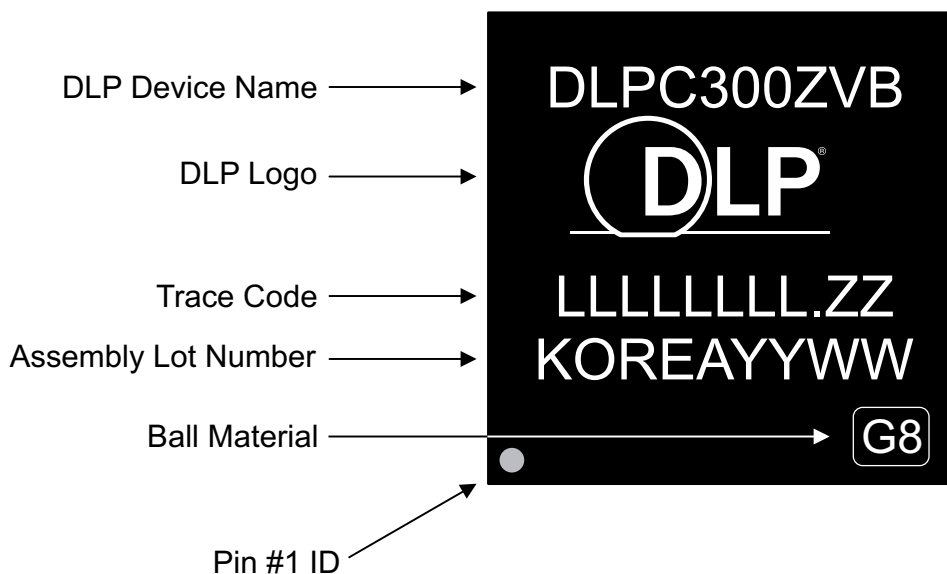 DLP Device Name
DLPC300ZVB
DLP Logo
DLP®
Trace Code
LLLLLLLL.ZZ
Assembly Lot Number
KOREAYYWW
Ball Material
G8
Pin #1 ID